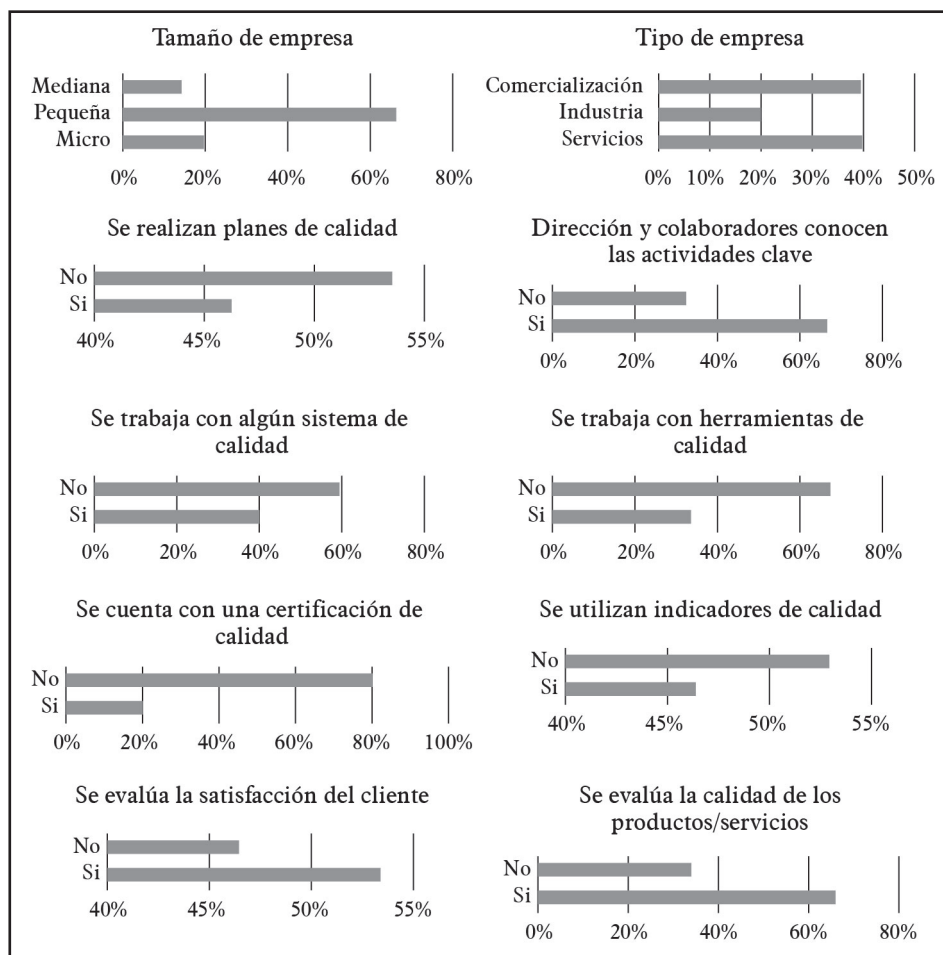 Tamaño de empresa
Mediana
Pequeña
Micro
0% 20% 40% 60% 80%
Tipo de empresa
Comercialización
Industria
Servicios
0% 10% 20% 30% 40% 50%
Se realizan planes de calidad
No
Si
40% 45% 50% 55%
Dirección y colaboradores conocen
las actividades clave
No
Si
0% 20% 40% 60% 80%
Se trabaja con algún sistema de
calidad
No
Si
0% 20% 40% 60% 80%
Se trabaja con herramientas de
calidad
No
Si
0% 20% 40% 60% 80%
Se cuenta con una certificación de
calidad
No
Si
0% 20% 40% 60% 80% 100%
Se utilizan indicadores de calidad
No
Si
40% 45% 50% 55%
Se evalúa la satisfacción del cliente
No
Si
40% 45% 50% 55%
Se evalúa la calidad de los
productos/servicios
No
Si
0% 20% 40% 60% 80%